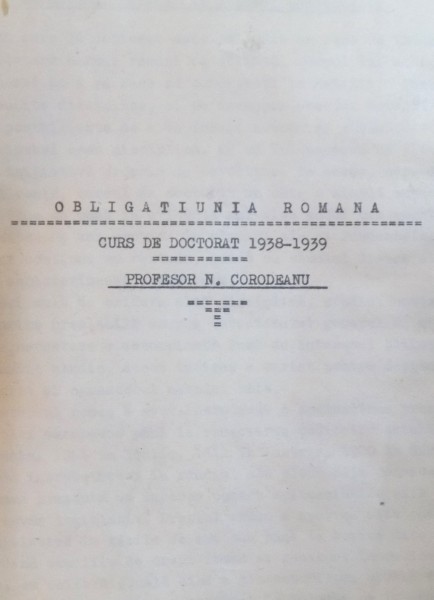 OBLIGATIUNIA ROMANA
CURS DE DOCTORAT 1938-1939
PROFESOR N. CORODEANU